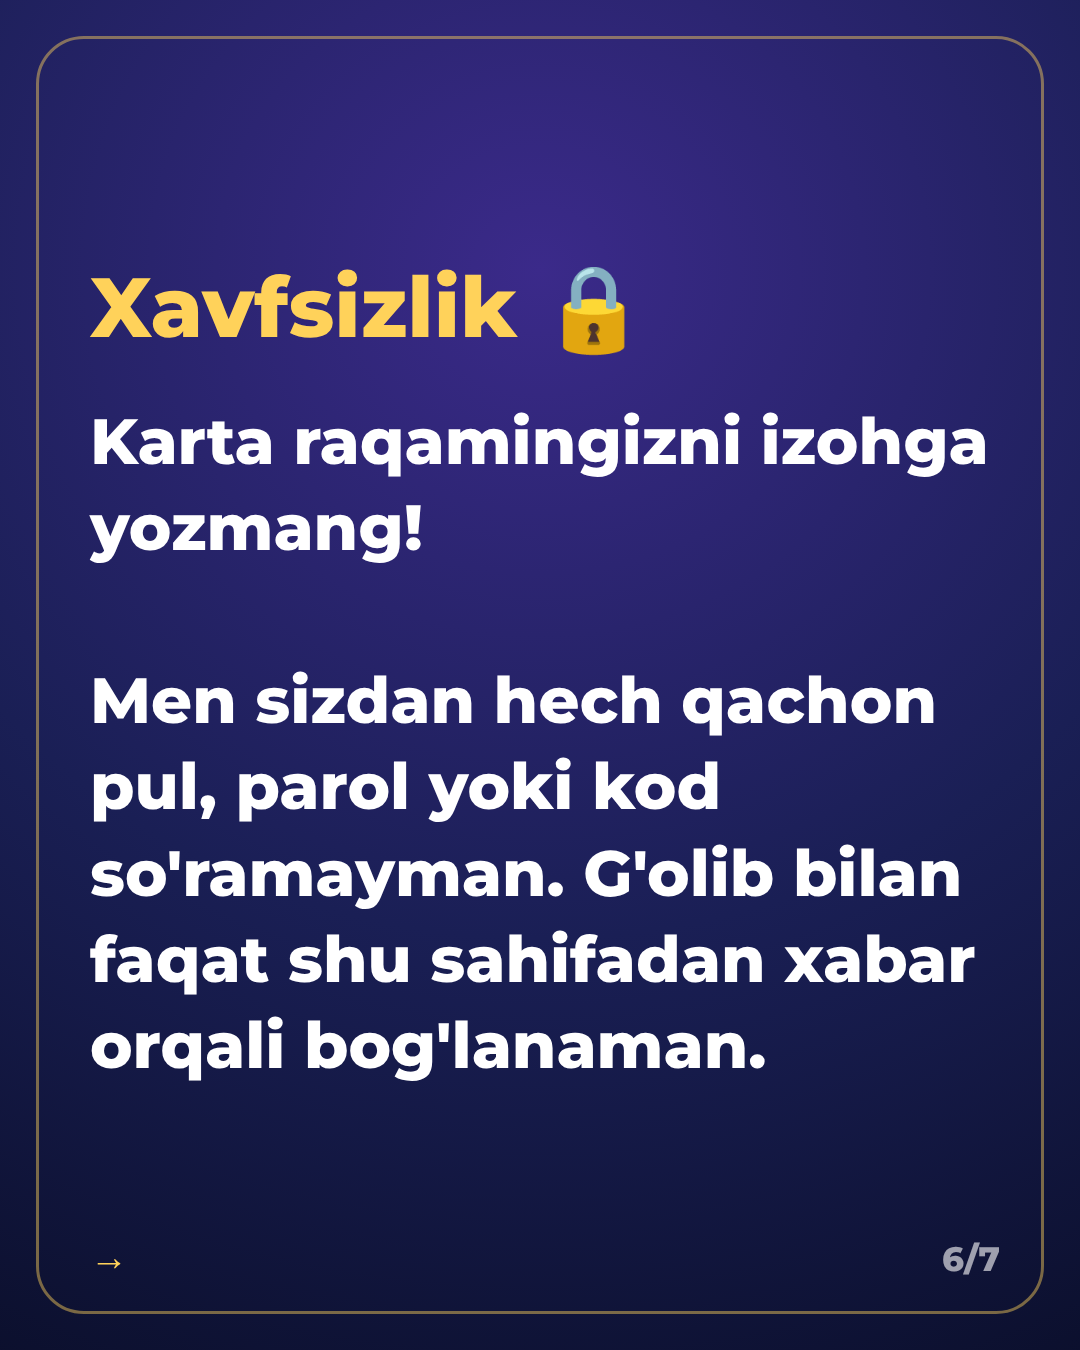 Xavfsizlik 🔒
Karta raqamingizni izohga
yozmang!
Men sizdan hech qachon
pul, parol yoki kod
so'ramayman. G'olib bilan
faqat shu sahifadan xabar
orqali bog'lanaman.
→
6/7